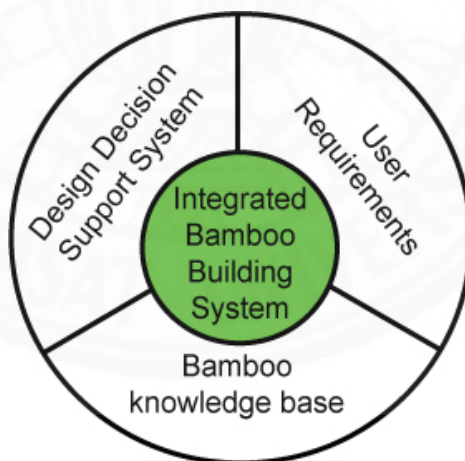 Design Decision
Support System
User
Requirements
Integrated
Bamboo
Building
System
Bamboo
knowledge base